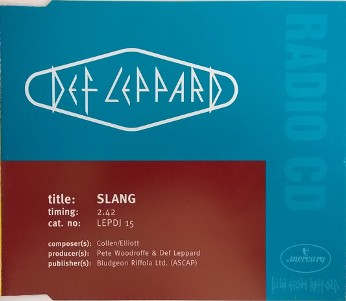 DEF LEPPARD
RADIO CD
title: SLANG
timing: 2.42
cat. no: LEPDJ 15
composer(s): Collen/Elliott
producer(s): Pete Woodroffe & Def Leppard
publisher(s): Bludgeon Riffola Ltd. (ASCAP)
mercury